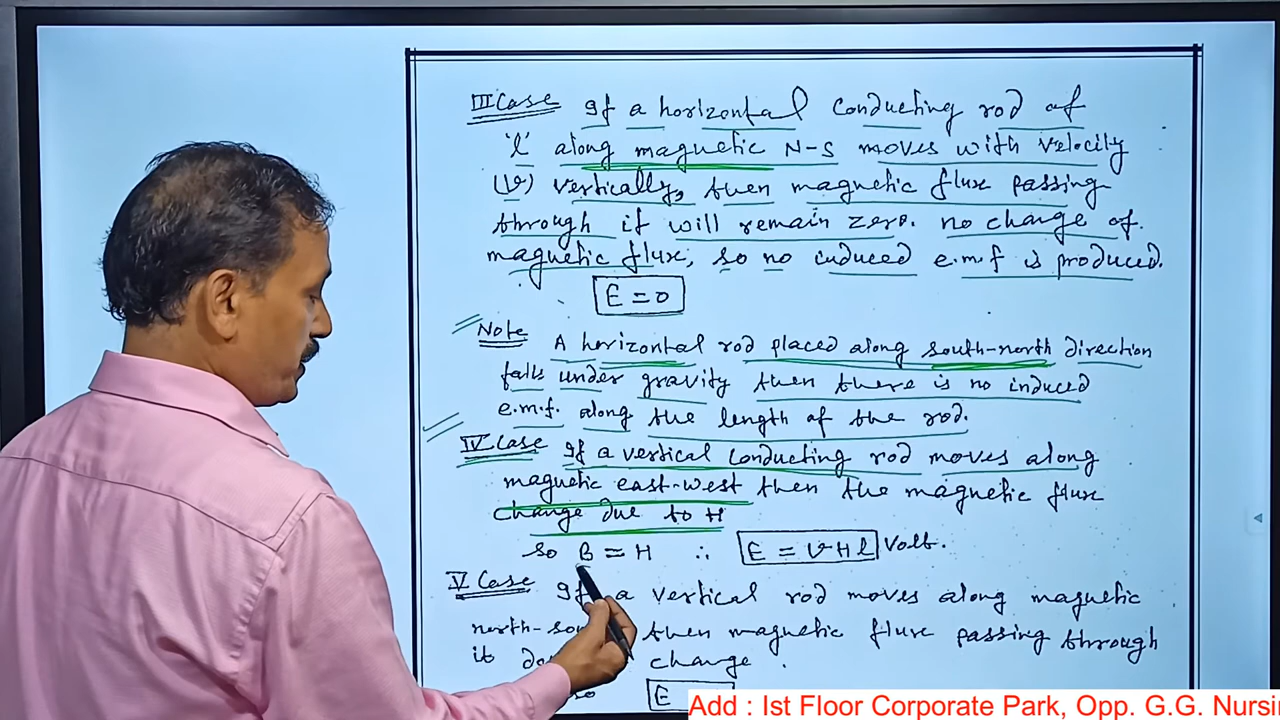 III Case If a horizontal conducting rod of
'l' along magnetic N-S moves with velocity
(v) vertically, then magnetic flux passing
through it will remain zero. no change of
magnetic flux, so no induced e.m.f is produced.
E = 0
Note A horizontal rod placed along south-north direction
falls under gravity then there is no induced
e.m.f. along the length of the rod.
IV Case If a vertical conducting rod moves along
magnetic east-west then the magnetic flux
change due to H
so B = H ∴ E = vHl Volt.
V Case If a vertical rod moves along magnetic
north- then magnetic flux passing through
it change.
so E
Add : Ist Floor Corporate Park, Opp. G.G. Nursi